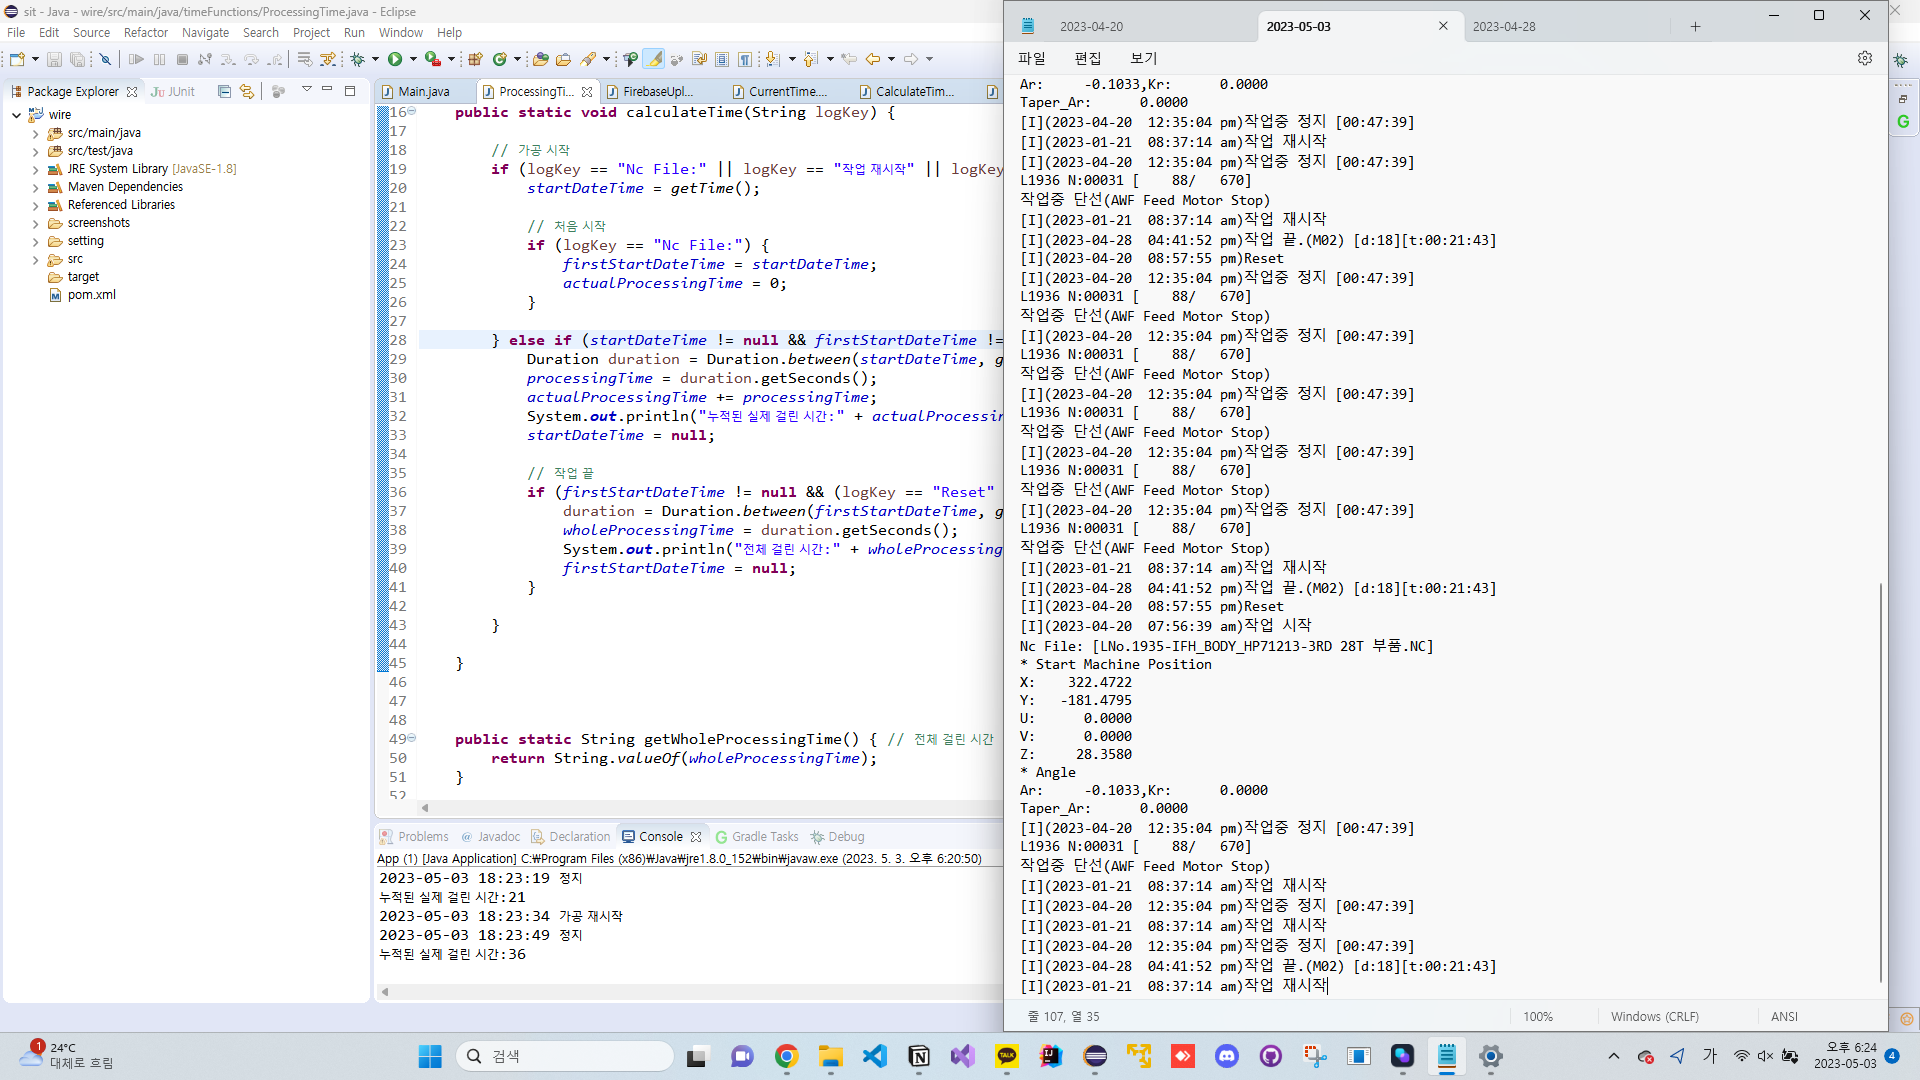 sit - Java - wire/src/main/java/timeFunctions/ProcessingTime.java - Eclipse
File Edit Source Refactor Navigate Search Project Run Window Help
Package Explorer JUnit
wire
src/main/java
src/test/java
JRE System Library [JavaSE-1.8]
Maven Dependencies
Referenced Libraries
screenshots
setting
src
target
pom.xml
Main.java ProcessingTi... FirebaseUpl... CurrentTime.... CalculateTim...
16 public static void calculateTime(String logKey) {
17
18 // 가공 시작
19 if (logKey == "Nc File:" || logKey == "작업 재시작" || logKey
20 startDateTime = getTime();
21
22 // 처음 시작
23 if (logKey == "Nc File:") {
24 firstStartDateTime = startDateTime;
25 actualProcessingTime = 0;
26 }
27
28 } else if (startDateTime != null && firstStartDateTime !=
29 Duration duration = Duration.between(startDateTime, g
30 processingTime = duration.getSeconds();
31 actualProcessingTime += processingTime;
32 System.out.println("누적된 실제 걸린 시간:" + actualProcessin
33 startDateTime = null;
34
35 // 작업 끝
36 if (firstStartDateTime != null && (logKey == "Reset"
37 duration = Duration.between(firstStartDateTime, g
38 wholeProcessingTime = duration.getSeconds();
39 System.out.println("전체 걸린 시간:" + wholeProcessing
40 firstStartDateTime = null;
41 }
42
43 }
44
45 }
46
47
48
49 public static String getWholeProcessingTime() { // 전체 걸린 시간
50 return String.valueOf(wholeProcessingTime);
51 }
52
Problems Javadoc Declaration Console Gradle Tasks Debug
App (1) [Java Application] C:₩Program Files (x86)₩Java₩jre1.8.0_152₩bin₩javaw.exe (2023. 5. 3. 오후 6:20:50)
2023-05-03 18:23:19 정지
누적된 실제 걸린 시간:21
2023-05-03 18:23:34 가공 재시작
2023-05-03 18:23:49 정지
누적된 실제 걸린 시간:36
2023-04-20 2023-05-03 2023-04-28
파일 편집 보기
Ar: -0.1033,Kr: 0.0000
Taper_Ar: 0.0000
[I](2023-04-20 12:35:04 pm)작업중 정지 [00:47:39]
[I](2023-01-21 08:37:14 am)작업 재시작
[I](2023-04-20 12:35:04 pm)작업중 정지 [00:47:39]
L1936 N:00031 [ 88/ 670]
작업중 단선(AWF Feed Motor Stop)
[I](2023-01-21 08:37:14 am)작업 재시작
[I](2023-04-28 04:41:52 pm)작업 끝.(M02) [d:18][t:00:21:43]
[I](2023-04-20 08:57:55 pm)Reset
[I](2023-04-20 12:35:04 pm)작업중 정지 [00:47:39]
L1936 N:00031 [ 88/ 670]
작업중 단선(AWF Feed Motor Stop)
[I](2023-04-20 12:35:04 pm)작업중 정지 [00:47:39]
L1936 N:00031 [ 88/ 670]
작업중 단선(AWF Feed Motor Stop)
[I](2023-04-20 12:35:04 pm)작업중 정지 [00:47:39]
L1936 N:00031 [ 88/ 670]
작업중 단선(AWF Feed Motor Stop)
[I](2023-04-20 12:35:04 pm)작업중 정지 [00:47:39]
L1936 N:00031 [ 88/ 670]
작업중 단선(AWF Feed Motor Stop)
[I](2023-04-20 12:35:04 pm)작업중 정지 [00:47:39]
L1936 N:00031 [ 88/ 670]
작업중 단선(AWF Feed Motor Stop)
[I](2023-01-21 08:37:14 am)작업 재시작
[I](2023-04-28 04:41:52 pm)작업 끝.(M02) [d:18][t:00:21:43]
[I](2023-04-20 08:57:55 pm)Reset
[I](2023-04-20 07:56:39 am)작업 시작
Nc File: [LNo.1935-IFH_BODY_HP71213-3RD 28T 부품.NC]
* Start Machine Position
X: 322.4722
Y: -181.4795
U: 0.0000
V: 0.0000
Z: 28.3580
* Angle
Ar: -0.1033,Kr: 0.0000
Taper_Ar: 0.0000
[I](2023-04-20 12:35:04 pm)작업중 정지 [00:47:39]
L1936 N:00031 [ 88/ 670]
작업중 단선(AWF Feed Motor Stop)
[I](2023-01-21 08:37:14 am)작업 재시작
[I](2023-04-20 12:35:04 pm)작업중 정지 [00:47:39]
[I](2023-01-21 08:37:14 am)작업 재시작
[I](2023-04-20 12:35:04 pm)작업중 정지 [00:47:39]
[I](2023-04-28 04:41:52 pm)작업 끝.(M02) [d:18][t:00:21:43]
[I](2023-01-21 08:37:14 am)작업 재시작
줄 107, 열 35 100% Windows (CRLF) ANSI
1
24°C
대체로 흐림
검색
TALK
가
오후 6:24
2023-05-03
4